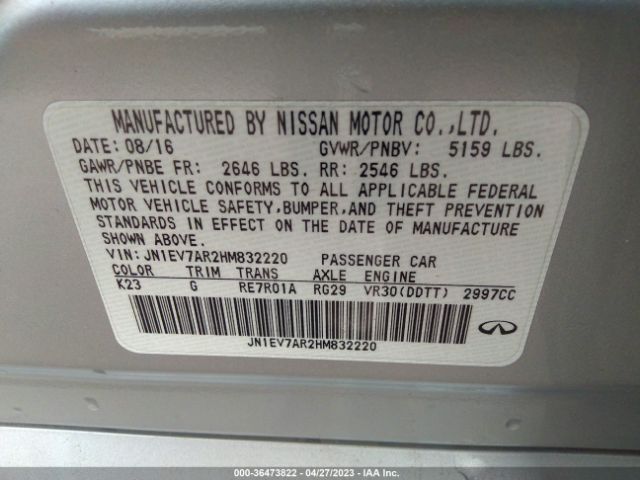 MANUFACTURED BY NISSAN MOTOR CO.,LTD.
DATE: 08/16 GVWR/PNBV: 5159 LBS.
GAWR/PNBE FR: 2646 LBS. RR: 2546 LBS.
THIS VEHICLE CONFORMS TO ALL APPLICABLE FEDERAL
MOTOR VEHICLE SAFETY,BUMPER,AND THEFT PREVENTION
STANDARDS IN EFFECT ON THE DATE OF MANUFACTURE
SHOWN ABOVE.
VIN: JN1EV7AR2HM832220 PASSENGER CAR
COLOR TRIM TRANS AXLE ENGINE
K23 G RE7R01A RG29 VR30(DDTT) 2997CC
JN1EV7AR2HM832220
000-36473822 / 04/27/2023 - IAA Inc.